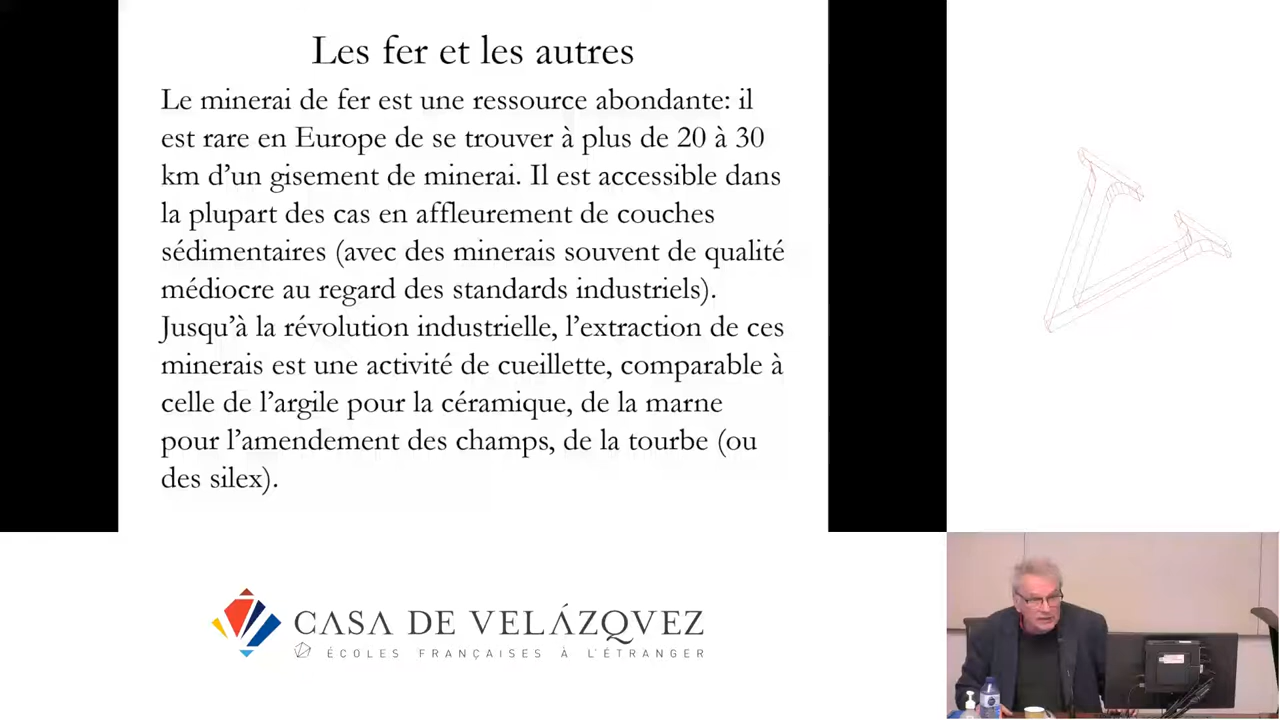 Les fer et les autres
Le minerai de fer est une ressource abondante: il
est rare en Europe de se trouver à plus de 20 à 30
km d’un gisement de minerai. Il est accessible dans
la plupart des cas en affleurement de couches
sédimentaires (avec des minerais souvent de qualité
médiocre au regard des standards industriels).
Jusqu’à la révolution industrielle, l’extraction de ces
minerais est une activité de cueillette, comparable à
celle de l’argile pour la céramique, de la marne
pour l’amendement des champs, de la tourbe (ou
des silex).
CASA DE VELÁZQVEZ
ÉCOLES FRANÇAISES À L'ÉTRANGER